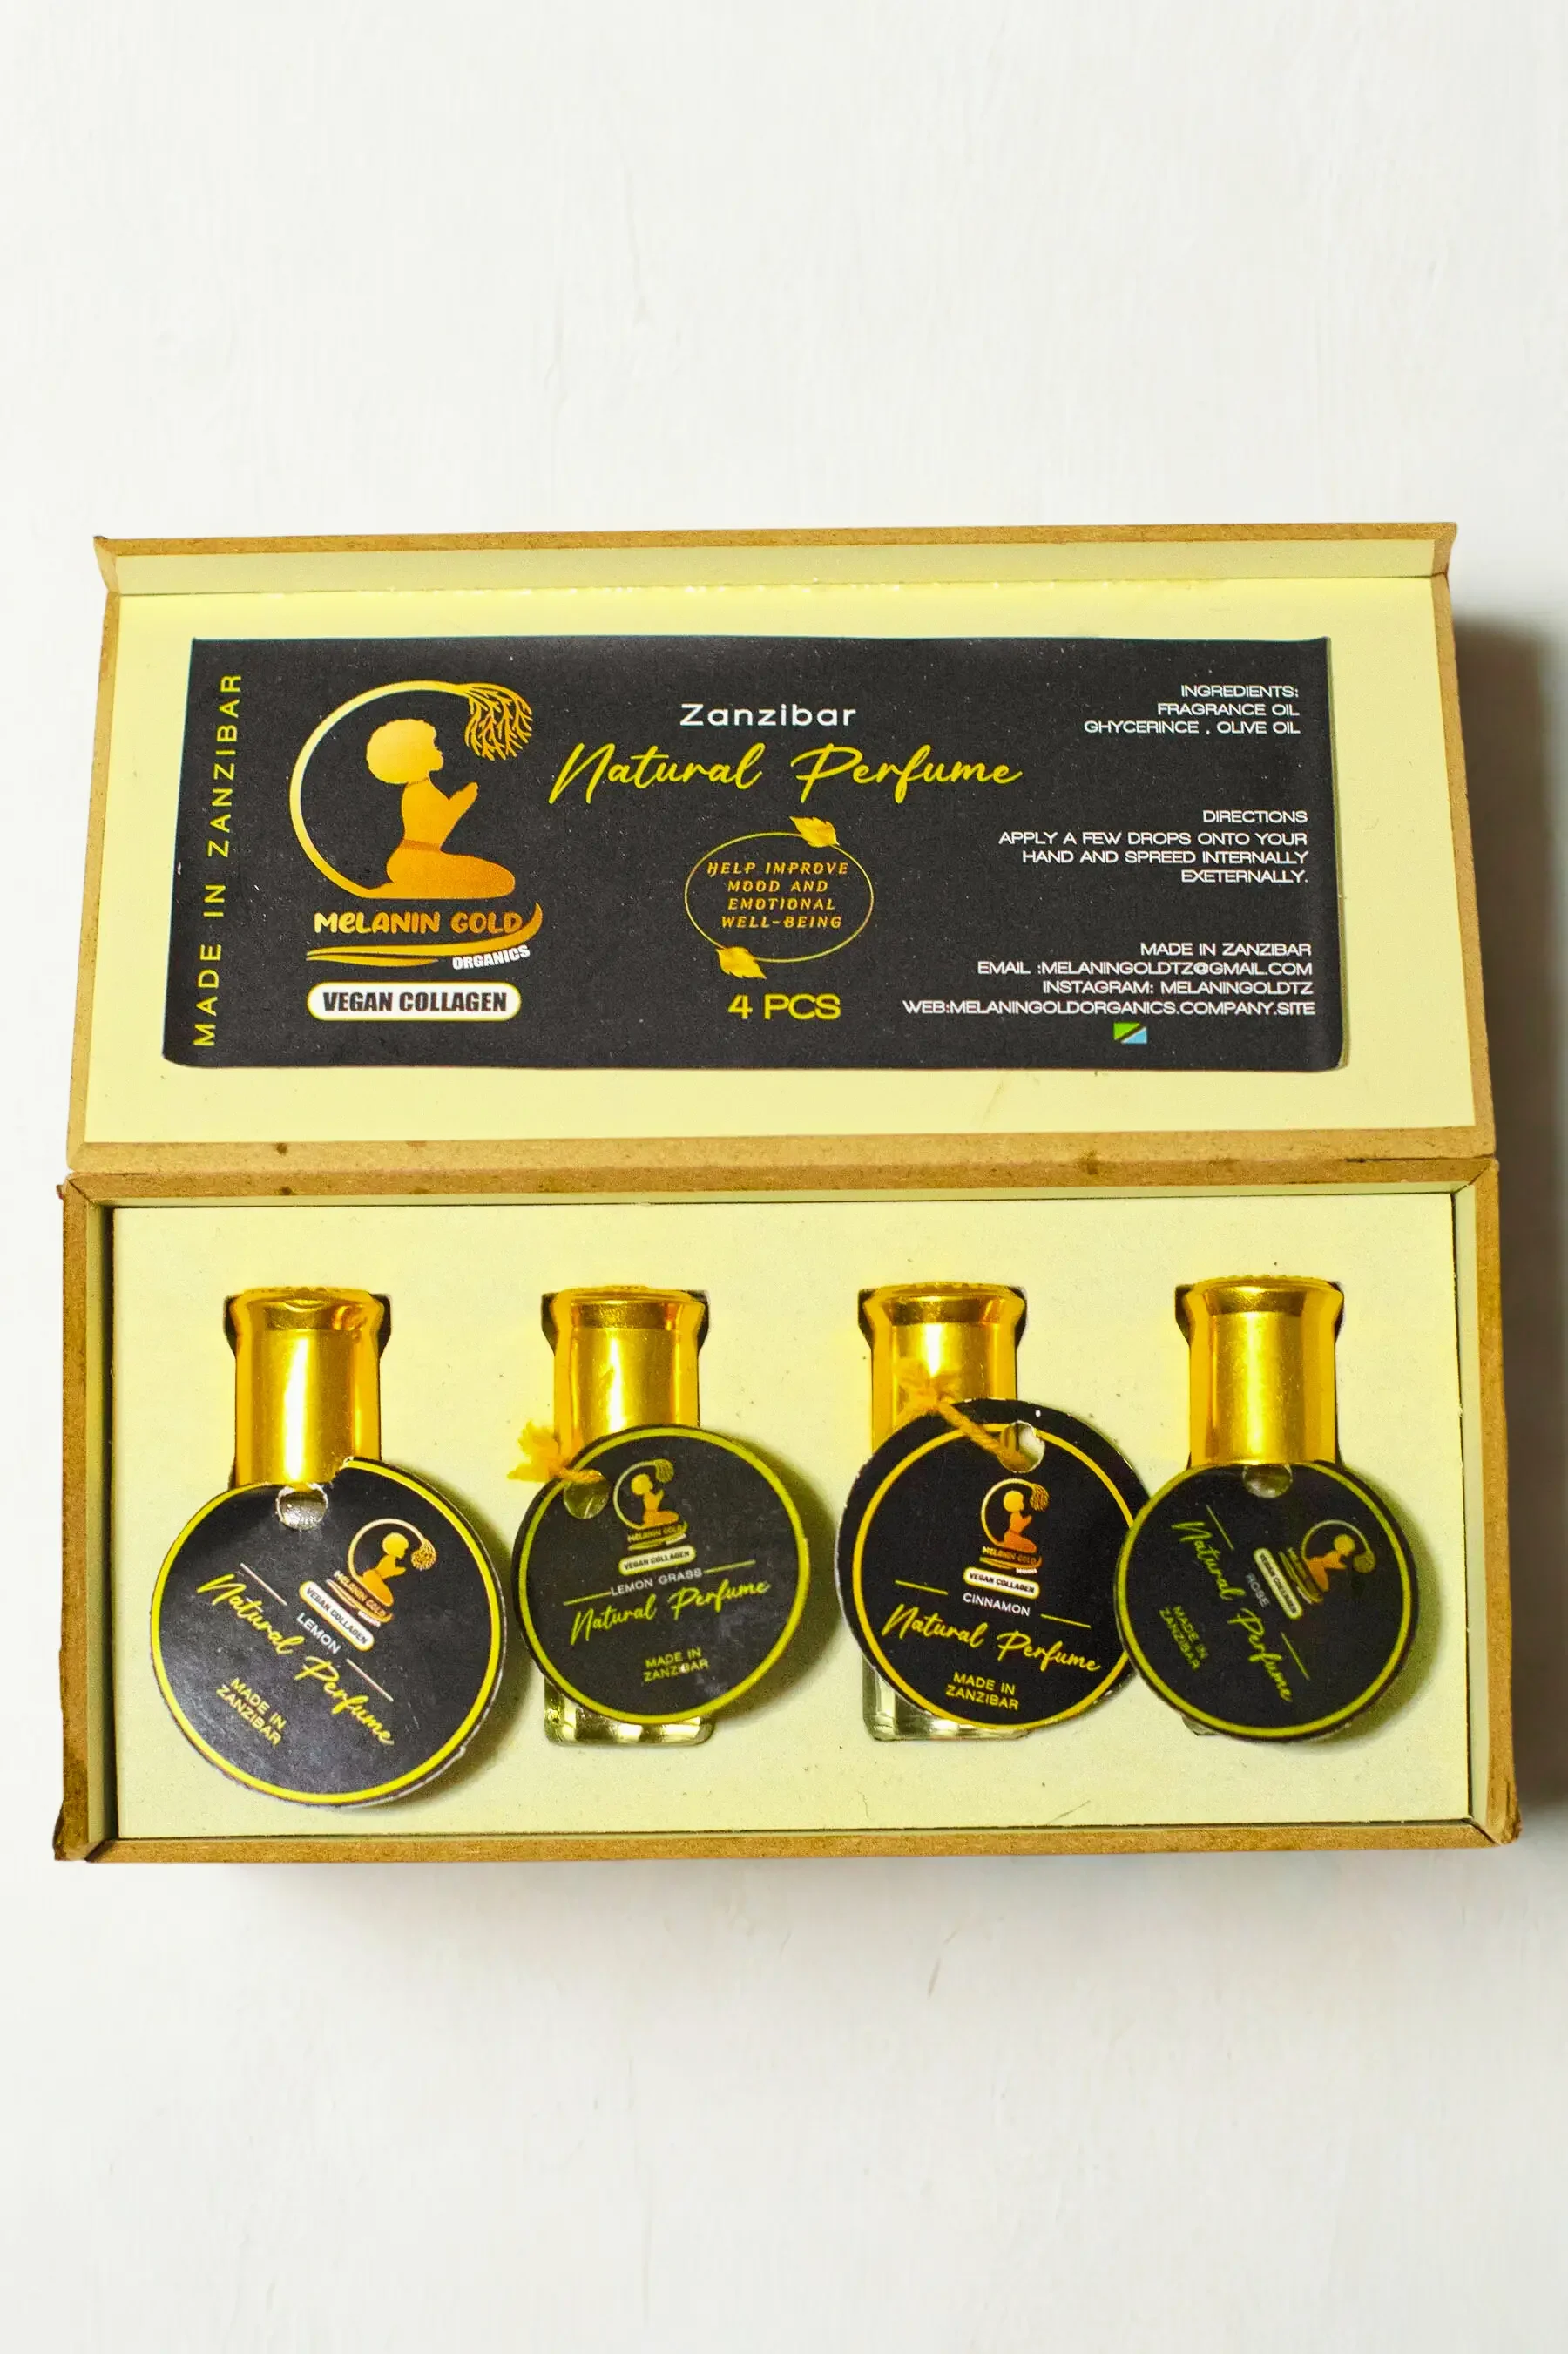 MADE IN ZANZIBAR
MELANIN GOLD
ORGANICS
VEGAN COLLAGEN
Zanzibar
Natural Perfume
HELP IMPROVE
MOOD AND
EMOTIONAL
WELL-BEING
4 PCS
INGREDIENTS:
FRAGRANCE OIL
GHYCERINCE , OLIVE OIL
DIRECTIONS
APPLY A FEW DROPS ONTO YOUR
HAND AND SPREED INTERNALLY
EXETERNALLY.
MADE IN ZANZIBAR
EMAIL :MELANINGOLDTZ@GMAIL.COM
INSTAGRAM: MELANINGOLDTZ
WEB:MELANINGOLDORGANICS.COMPANY.SITE
MELANIN GOLD
VEGAN COLLAGEN
LEMON
Natural Perfume
MADE IN
ZANZIBAR
MELANIN GOLD
VEGAN COLLAGEN
LEMON GRASS
Natural Perfume
MADE IN
ZANZIBAR
MELANIN GOLD
VEGAN COLLAGEN
CINNAMON
Natural Perfume
MADE IN
ZANZIBAR
MELANIN GOLD
VEGAN COLLAGEN
ROSE
Natural Perfume
MADE IN
ZANZIBAR